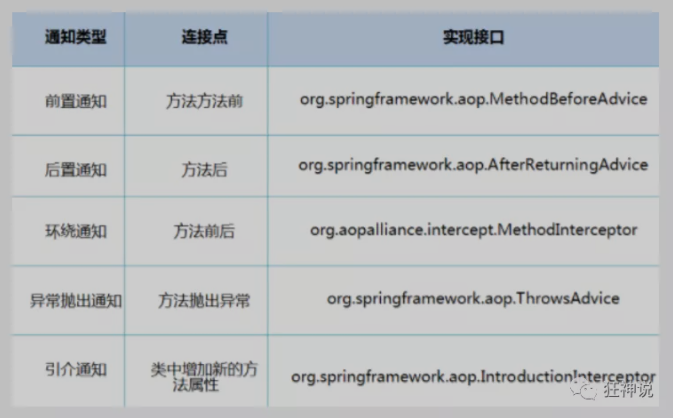 通知类型 连接点 实现接口
前置通知 方法方法前 org.springframework.aop.MethodBeforeAdvice
后置通知 方法后 org.springframework.aop.AfterReturningAdvice
环绕通知 方法前后 org.aopalliance.intercept.MethodInterceptor
异常抛出通知 方法抛出异常 org.springframework.aop.ThrowsAdvice
引介通知 类中增加新的方
法属性 org.springframework.aop.IntroductionInterceptor
狂神说